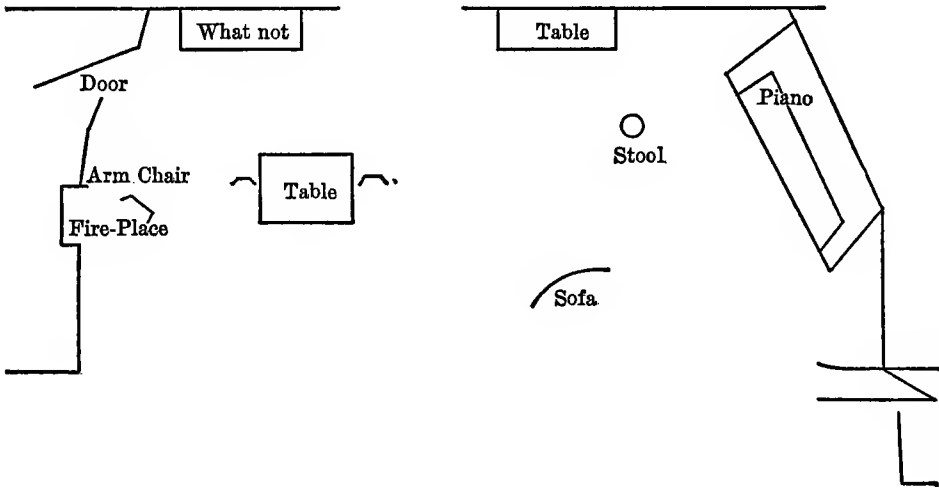 What not
Table
Door
Piano
Stool
Arm Chair
Table
Fire-Place
Sofa